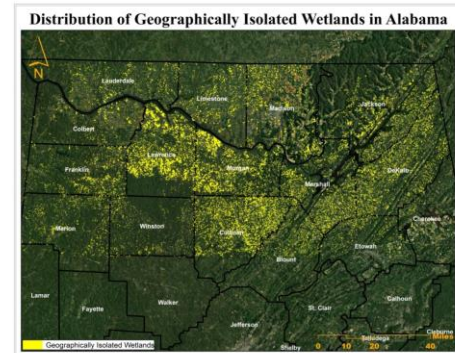 Distribution of Geographically Isolated Wetlands in Alabama
N
Lauderdale
Limestone
Madison
Jackson
Colbert
Lawrence
Franklin
Morgan
Marshall
DeKalb
Cherokee
Marion
Winston
Cullman
Etowah
Blount
Lamar
Fayette
Walker
Calhoun
St. Clair
Jefferson
Shelby
Talladega
Cleburne
Miles
0 10 20 40
Geographically Isolated Wetlands